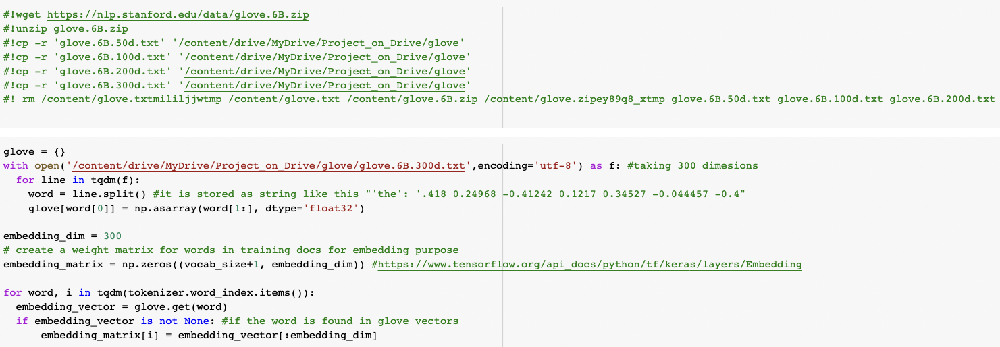 #!wget https://nlp.stanford.edu/data/glove.6B.zip
#!unzip glove.6B.zip
#!cp -r 'glove.6B.50d.txt' '/content/drive/MyDrive/Project_on_Drive/glove'
#!cp -r 'glove.6B.100d.txt' '/content/drive/MyDrive/Project_on_Drive/glove'
#!cp -r 'glove.6B.200d.txt' '/content/drive/MyDrive/Project_on_Drive/glove'
#!cp -r 'glove.6B.300d.txt' '/content/drive/MyDrive/Project_on_Drive/glove'
#! rm /content/glove.txtmililjjwtmp /content/glove.txt /content/glove.6B.zip /content/glove.zipey89q8_xtmp glove.6B.50d.txt glove.6B.100d.txt glove.6B.200d.txt
glove = {}
with open('/content/drive/MyDrive/Project_on_Drive/glove/glove.6B.300d.txt',encoding='utf-8') as f: #taking 300 dimesions
  for line in tqdm(f):
    word = line.split() #it is stored as string like this "'the': '.418 0.24968 -0.41242 0.1217 0.34527 -0.044457 -0.4"
    glove[word[0]] = np.asarray(word[1:], dtype='float32')
embedding_dim = 300
# create a weight matrix for words in training docs for embedding purpose
embedding_matrix = np.zeros((vocab_size+1, embedding_dim)) #https://www.tensorflow.org/api_docs/python/tf/keras/layers/Embedding
for word, i in tqdm(tokenizer.word_index.items()):
  embedding_vector = glove.get(word)
  if embedding_vector is not None: #if the word is found in glove vectors
      embedding_matrix[i] = embedding_vector[:embedding_dim]